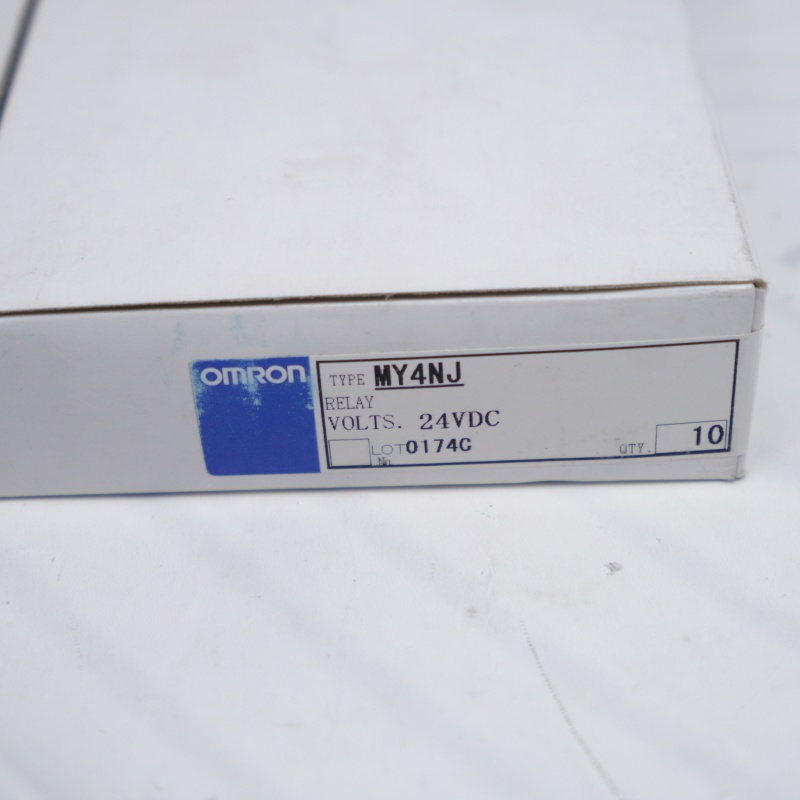 OMRON
TYPE MY4NJ
RELAY
VOLTS. 24VDC
LOT No. 0174C
QTY. 10